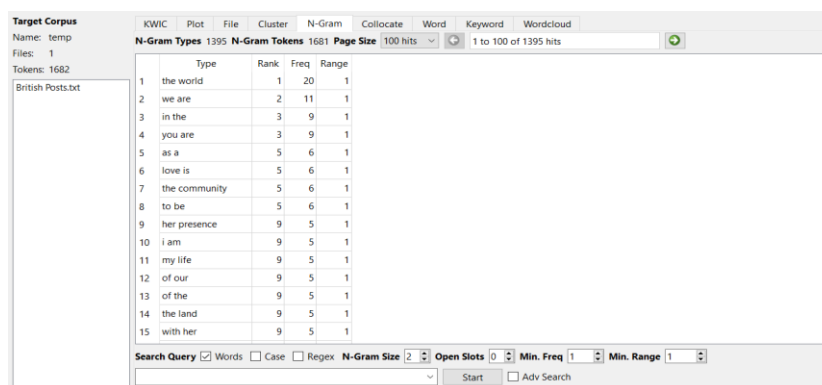 Target Corpus
Name: temp
Files: 1
Tokens: 1682
British Posts.txt
KWIC Plot File Cluster N-Gram Collocate Word Keyword Wordcloud
N-Gram Types 1395 N-Gram Tokens 1681 Page Size 100 hits 1 to 100 of 1395 hits
Type Rank Freq Range
1 the world 1 20 1
2 we are 2 11 1
3 in the 3 9 1
4 you are 3 9 1
5 as a 5 6 1
6 love is 5 6 1
7 the community 5 6 1
8 to be 5 6 1
9 her presence 9 5 1
10 i am 9 5 1
11 my life 9 5 1
12 of our 9 5 1
13 of the 9 5 1
14 the land 9 5 1
15 with her 9 5 1
Search Query Words Case Regex N-Gram Size 2 Open Slots 0 Min. Freq 1 Min. Range 1
Start Adv Search